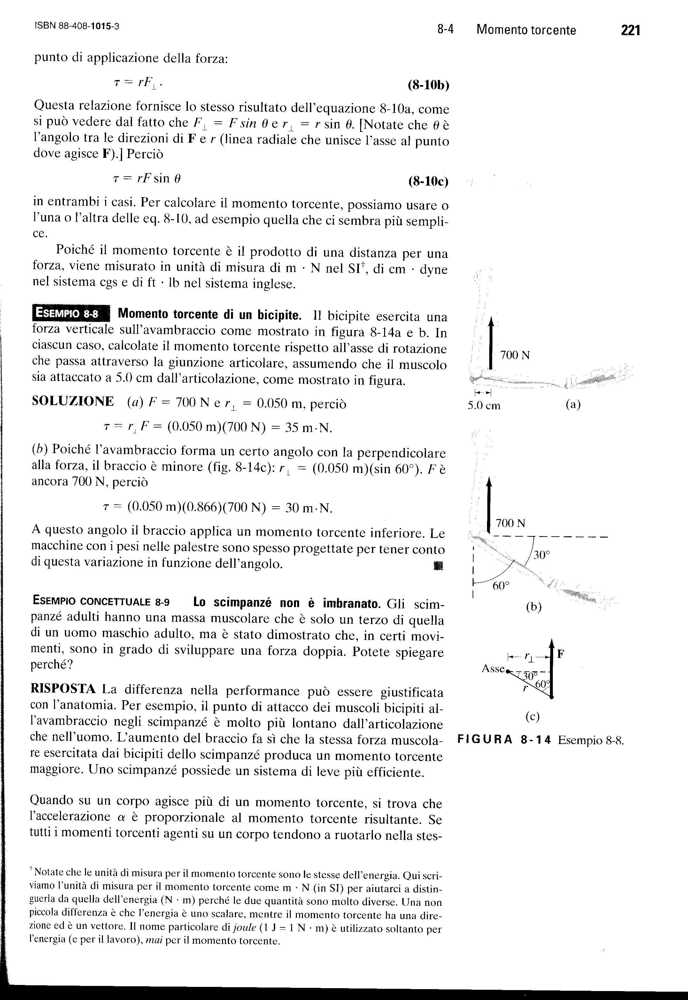 ISBN 88-408-1015-3
8-4 Momento torcente 221
punto di applicazione della forza:
τ = rF⊥. (8-10b)
Questa relazione fornisce lo stesso risultato dell'equazione 8-10a, come
si può vedere dal fatto che F⊥ = F sin θ e r⊥ = r sin θ. [Notate che θ è
l'angolo tra le direzioni di F e r (linea radiale che unisce l'asse al punto
dove agisce F).] Perciò
τ = rF sin θ (8-10c)
in entrambi i casi. Per calcolare il momento torcente, possiamo usare o
l'una o l'altra delle eq. 8-10, ad esempio quella che ci sembra più sempli-
ce.
Poiché il momento torcente è il prodotto di una distanza per una
forza, viene misurato in unità di misura di m · N nel SI†, di cm · dyne
nel sistema cgs e di ft · lb nel sistema inglese.
ESEMPIO 8-8 Momento torcente di un bicipite. Il bicipite esercita una
forza verticale sull'avambraccio come mostrato in figura 8-14a e b. In
ciascun caso, calcolate il momento torcente rispetto all'asse di rotazione
che passa attraverso la giunzione articolare, assumendo che il muscolo
sia attaccato a 5.0 cm dall'articolazione, come mostrato in figura.
SOLUZIONE (a) F = 700 N e r⊥ = 0.050 m, perciò
τ = r⊥F = (0.050 m)(700 N) = 35 m·N.
(b) Poiché l'avambraccio forma un certo angolo con la perpendicolare
alla forza, il braccio è minore (fig. 8-14c): r⊥ = (0.050 m)(sin 60°). F è
ancora 700 N, perciò
τ = (0.050 m)(0.866)(700 N) = 30 m·N.
A questo angolo il braccio applica un momento torcente inferiore. Le
macchine con i pesi nelle palestre sono spesso progettate per tener conto
di questa variazione in funzione dell'angolo.
ESEMPIO CONCETTUALE 8-9 Lo scimpanzé non è imbranato. Gli scim-
panzé adulti hanno una massa muscolare che è solo un terzo di quella
di un uomo maschio adulto, ma è stato dimostrato che, in certi movi-
menti, sono in grado di sviluppare una forza doppia. Potete spiegare
perché?
RISPOSTA La differenza nella performance può essere giustificata
con l'anatomia. Per esempio, il punto di attacco dei muscoli bicipiti al-
l'avambraccio negli scimpanzé è molto più lontano dall'articolazione
che nell'uomo. L'aumento del braccio fa sì che la stessa forza muscola-
re esercitata dai bicipiti dello scimpanzé produca un momento torcente
maggiore. Uno scimpanzé possiede un sistema di leve più efficiente.
Quando su un corpo agisce più di un momento torcente, si trova che
l'accelerazione α è proporzionale al momento torcente risultante. Se
tutti i momenti torcenti agenti su un corpo tendono a ruotarlo nella stes-
† Notate che le unità di misura per il momento torcente sono le stesse dell'energia. Qui scri-
viamo l'unità di misura per il momento torcente come m · N (in SI) per aiutarci a distin-
guerla da quella dell'energia (N · m) perché le due quantità sono molto diverse. Una non
piccola differenza è che l'energia è uno scalare, mentre il momento torcente ha una dire-
zione ed è un vettore. Il nome particolare di joule (1 J = 1 N · m) è utilizzato soltanto per
l'energia (e per il lavoro), mai per il momento torcente.
700 N
5.0 cm
(a)
700 N
30°
60°
(b)
r⊥
F
Asse
30°
60°
r
(c)
FIGURA 8-14 Esempio 8-8.